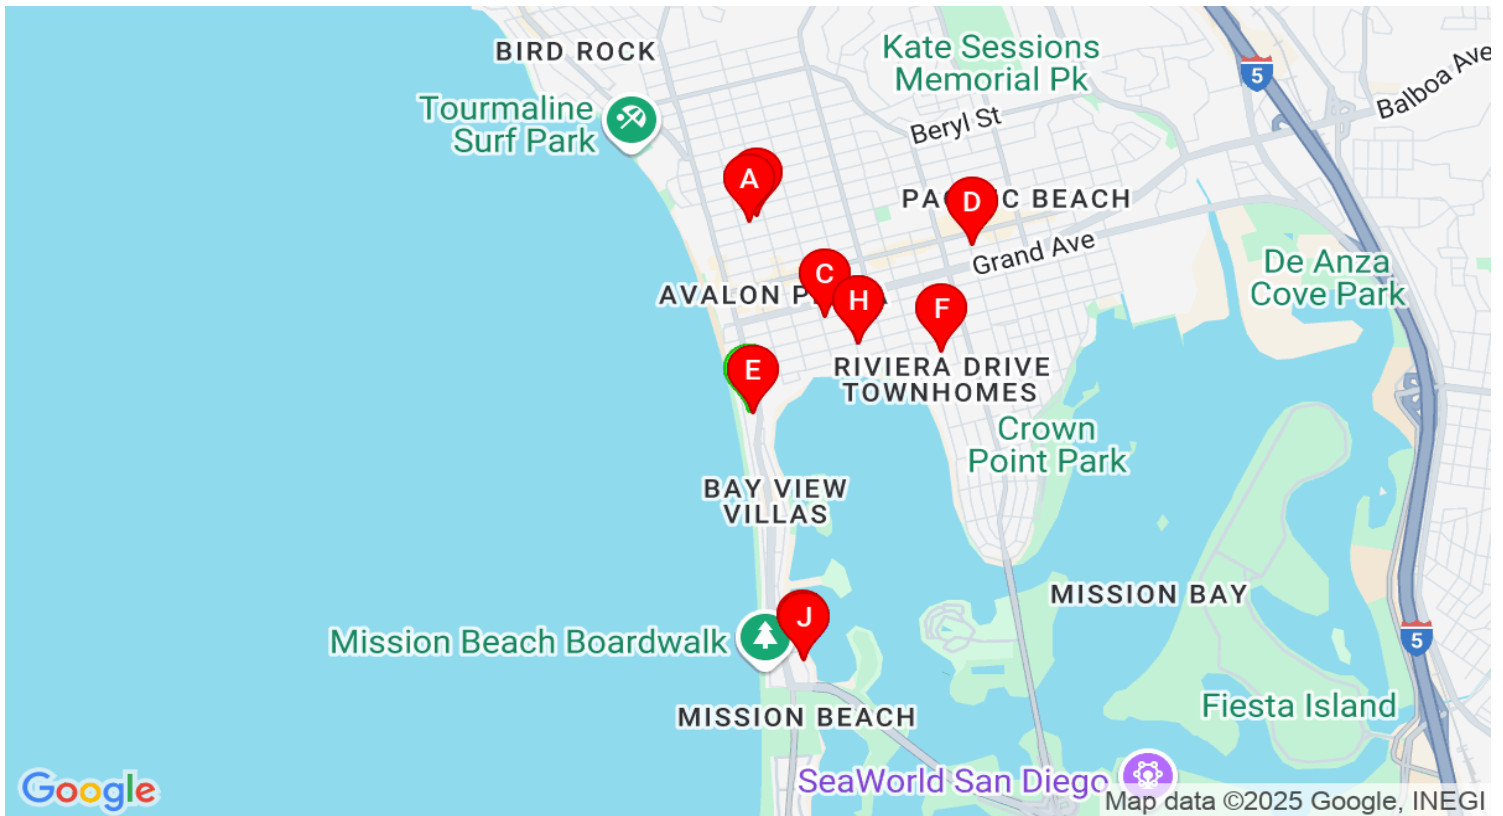 BIRD ROCK
Kate Sessions
Memorial Pk
5
Balboa Ave
Tourmaline
Surf Park
Beryl St
A
PA
C BEACH
D
Grand Ave
De Anza
Cove Park
C
AVALON P
A
H
F
E
RIVIERA DRIVE
TOWNHOMES
Crown
Point Park
BAY VIEW
VILLAS
MISSION BAY
J
Mission Beach Boardwalk
5
Fiesta Island
MISSION BEACH
SeaWorld San Diego
Google
Map data ©2025 Google, INEGI